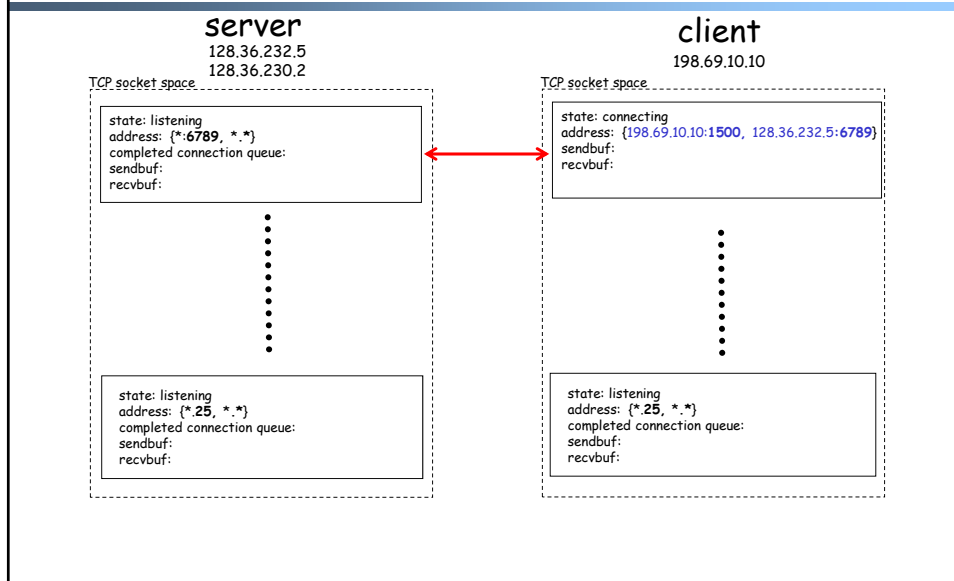 server
128.36.232.5
128.36.230.2
TCP socket space
state: listening
address: {*:6789, *.*}
completed connection queue:
sendbuf:
recvbuf:
state: listening
address: {*.25, *.*}
completed connection queue:
sendbuf:
recvbuf:
client
198.69.10.10
TCP socket space
state: connecting
address: {198.69.10.10:1500, 128.36.232.5:6789}
sendbuf:
recvbuf:
state: listening
address: {*.25, *.*}
completed connection queue:
sendbuf:
recvbuf: